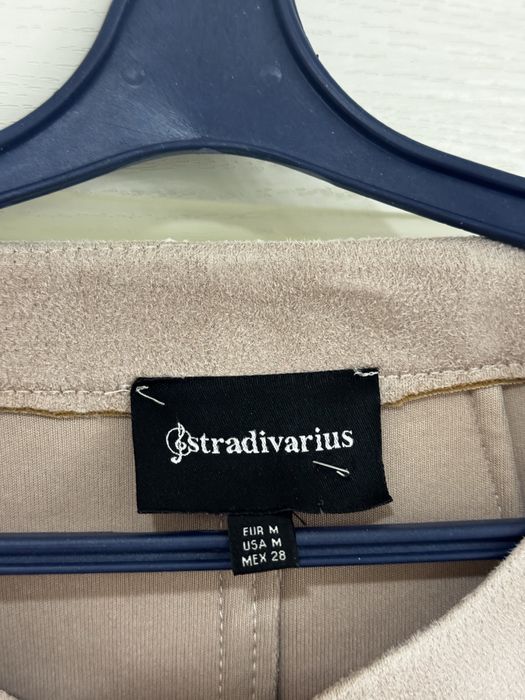 stradivarius
EUR M
USA M
MEX 28